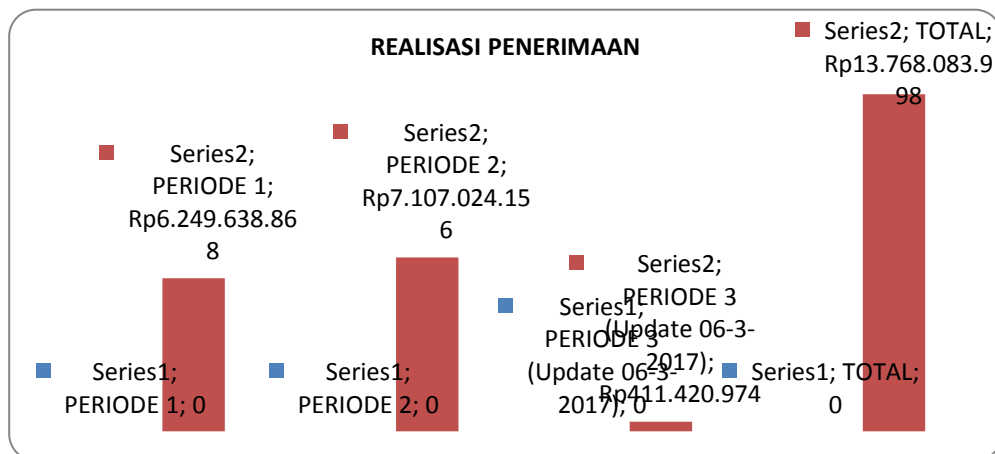 REALISASI PENERIMAAN
Series2;
PERIODE 1;
Rp6.249.638.86
8
Series2;
PERIODE 2;
Rp7.107.024.15
6
Series2;
PERIODE 3
(Update 06-3-
2017);
Rp411.420.974
Series2; TOTAL;
Rp13.768.083.9
98
Series1;
PERIODE 1; 0
Series1;
PERIODE 2; 0
Series1;
PERIODE 3
(Update 06-3-
2017); 0
Series1; TOTAL;
0